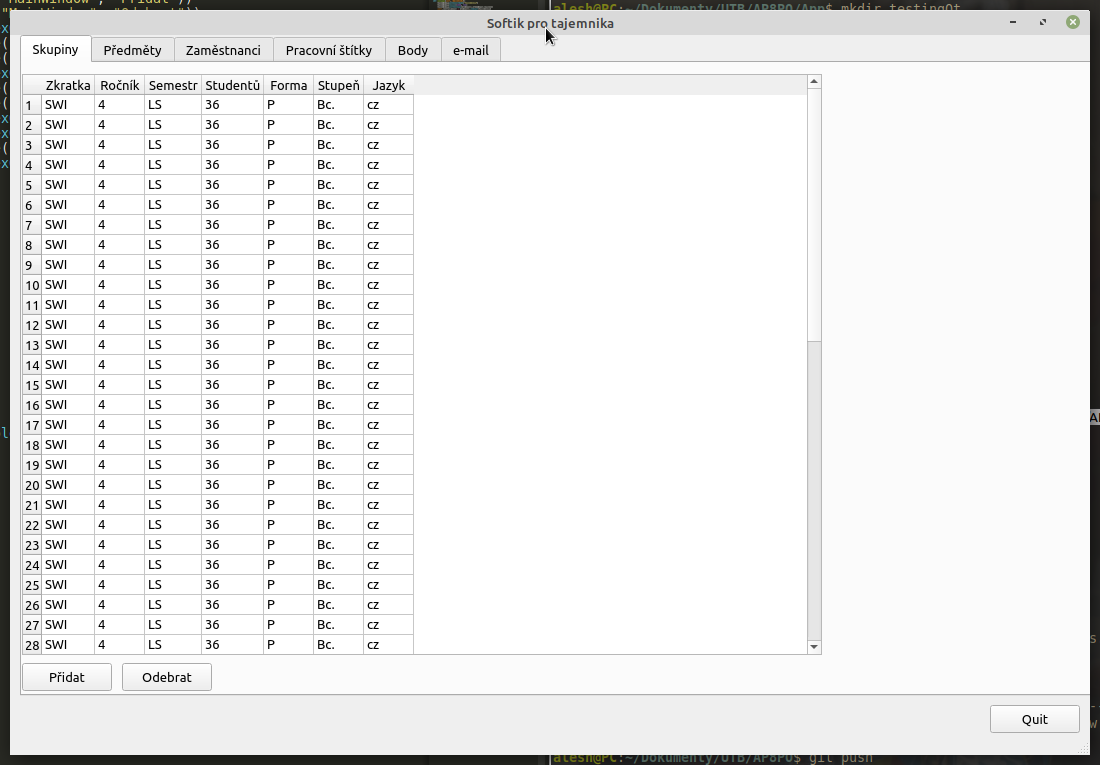 MainWindow", "Přidat"))
alesh@PC:~/Dokumenty/UTB/AP8PO/App$ mkdir testingQt
Softik pro tajemnika
Skupiny Předměty Zaměstnanci Pracovní štítky Body e-mail
Zkratka Ročník Semestr Studentů Forma Stupeň Jazyk
1 SWI 4 LS 36 P Bc. cz
2 SWI 4 LS 36 P Bc. cz
3 SWI 4 LS 36 P Bc. cz
4 SWI 4 LS 36 P Bc. cz
5 SWI 4 LS 36 P Bc. cz
6 SWI 4 LS 36 P Bc. cz
7 SWI 4 LS 36 P Bc. cz
8 SWI 4 LS 36 P Bc. cz
9 SWI 4 LS 36 P Bc. cz
10 SWI 4 LS 36 P Bc. cz
11 SWI 4 LS 36 P Bc. cz
12 SWI 4 LS 36 P Bc. cz
13 SWI 4 LS 36 P Bc. cz
14 SWI 4 LS 36 P Bc. cz
15 SWI 4 LS 36 P Bc. cz
16 SWI 4 LS 36 P Bc. cz
17 SWI 4 LS 36 P Bc. cz
18 SWI 4 LS 36 P Bc. cz
19 SWI 4 LS 36 P Bc. cz
20 SWI 4 LS 36 P Bc. cz
21 SWI 4 LS 36 P Bc. cz
22 SWI 4 LS 36 P Bc. cz
23 SWI 4 LS 36 P Bc. cz
24 SWI 4 LS 36 P Bc. cz
25 SWI 4 LS 36 P Bc. cz
26 SWI 4 LS 36 P Bc. cz
27 SWI 4 LS 36 P Bc. cz
28 SWI 4 LS 36 P Bc. cz
Přidat Odebrat
Quit
alesh@PC:~/Dokumenty/UTB/AP8PO$ git push